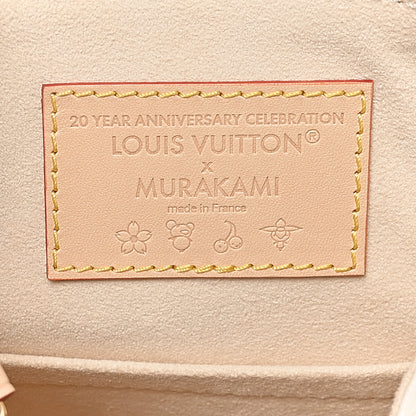 20 YEAR ANNIVERSARY CELEBRATION
LOUIS VUITTON®
x
MURAKAMI
made in France